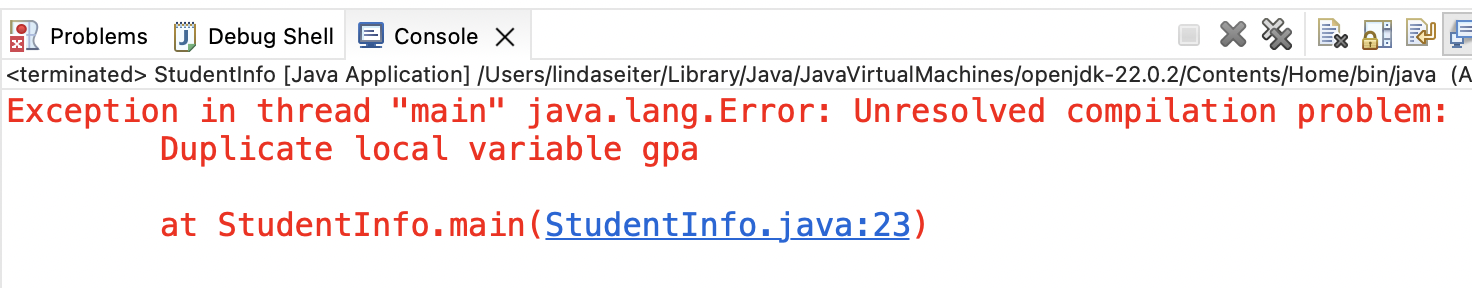 Problems Debug Shell Console
<terminated> StudentInfo [Java Application] /Users/lindaseiter/Library/Java/JavaVirtualMachines/openjdk-22.0.2/Contents/Home/bin/java (A
Exception in thread "main" java.lang.Error: Unresolved compilation problem:
Duplicate local variable gpa
at StudentInfo.main(StudentInfo.java:23)